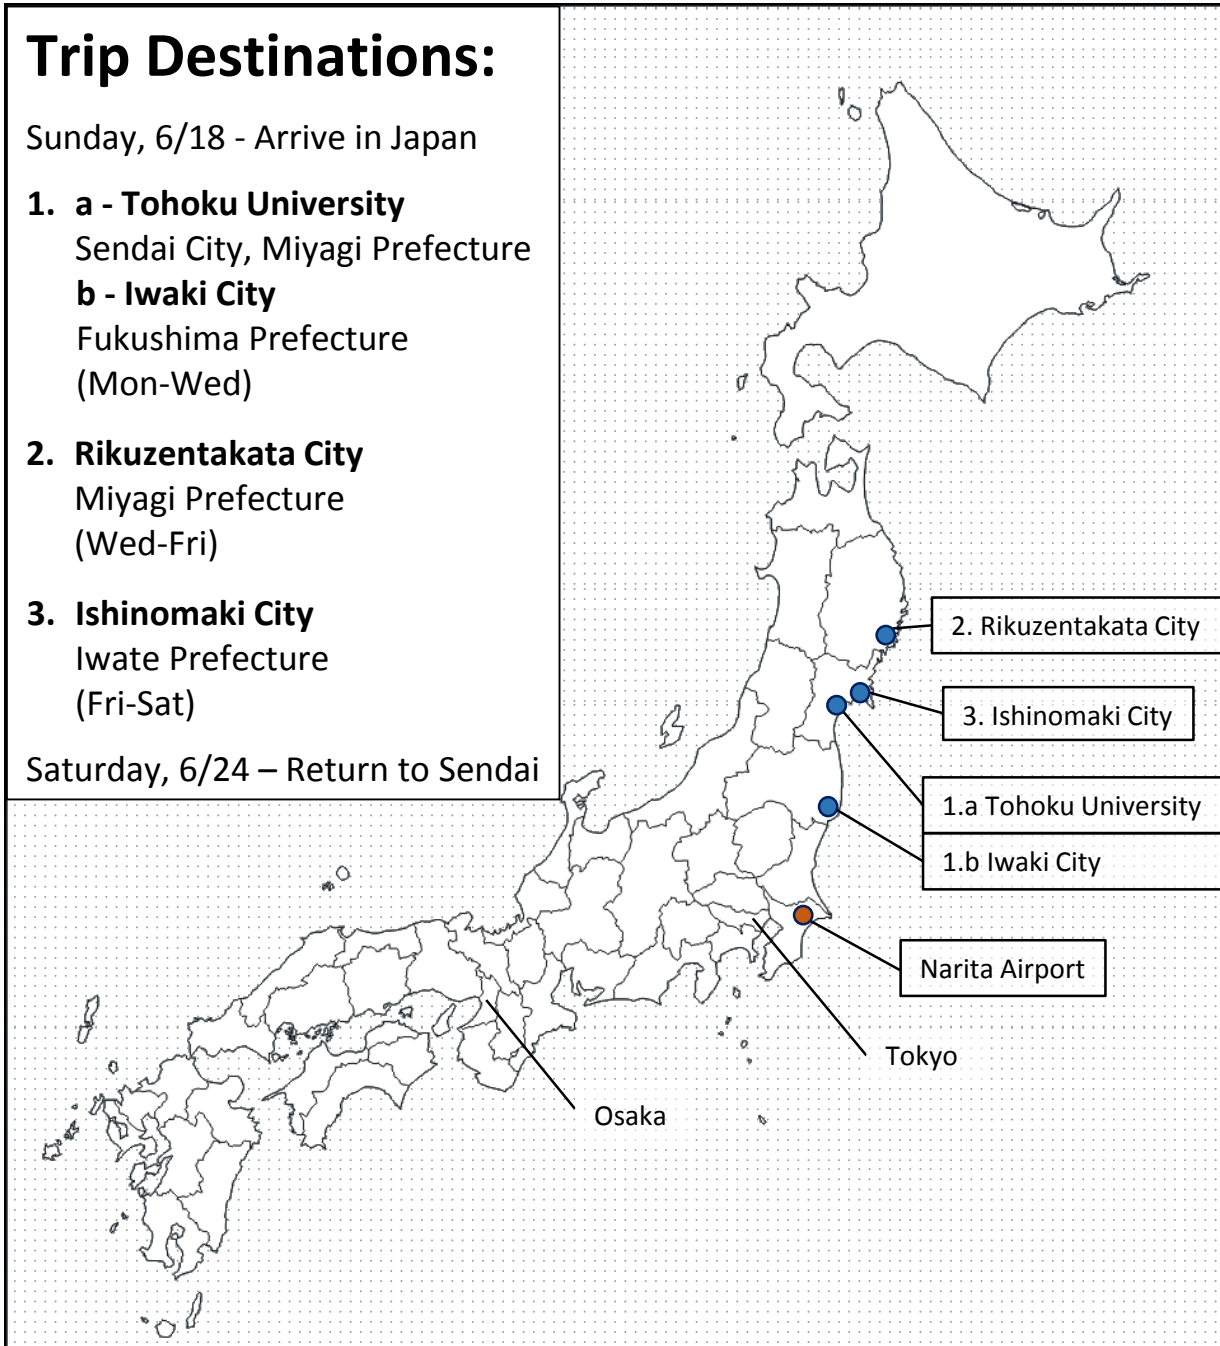 Trip Destinations:
Sunday, 6/18 - Arrive in Japan
1. a - Tohoku University
Sendai City, Miyagi Prefecture
b - Iwaki City
Fukushima Prefecture
(Mon-Wed)
2. Rikuzentakata City
Miyagi Prefecture
(Wed-Fri)
3. Ishinomaki City
Iwate Prefecture
(Fri-Sat)
Saturday, 6/24 – Return to Sendai
2. Rikuzentakata City
3. Ishinomaki City
1.a Tohoku University
1.b Iwaki City
Narita Airport
Tokyo
Osaka